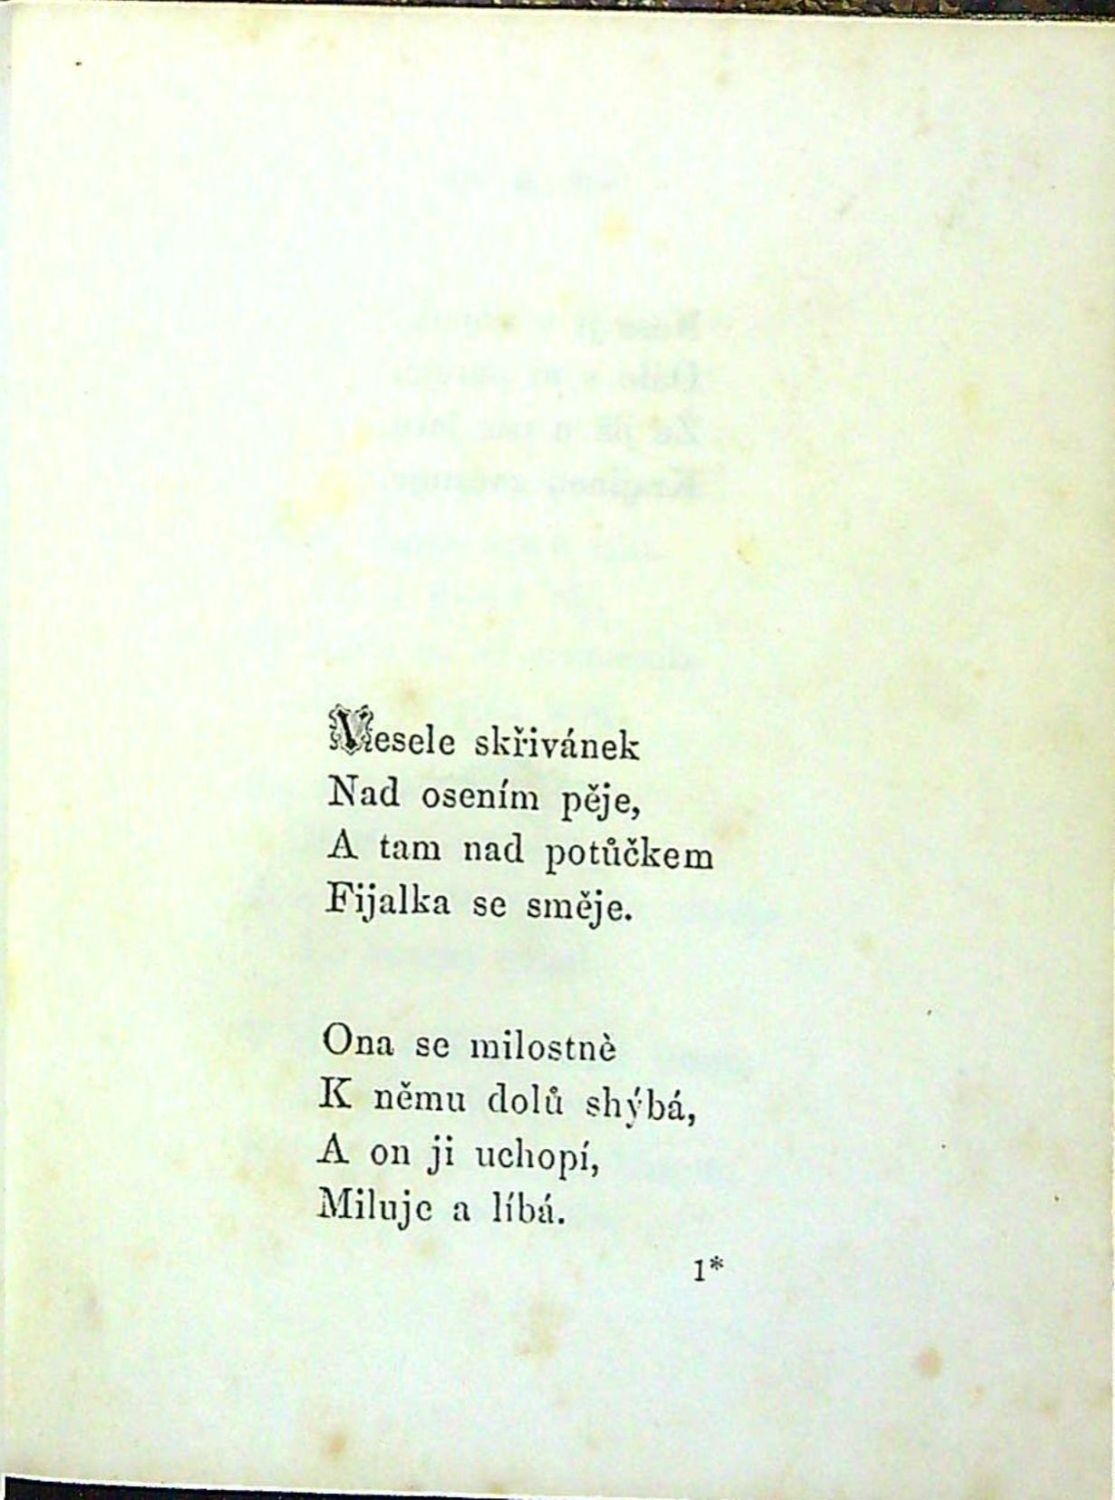 Vesele skřivánek
Nad osením pěje,
A tam nad potůčkem
Fijalka se směje.
Ona se milostně
K němu dolů shýbá,
A on ji uchopí,
Miluje a líbá.
1*